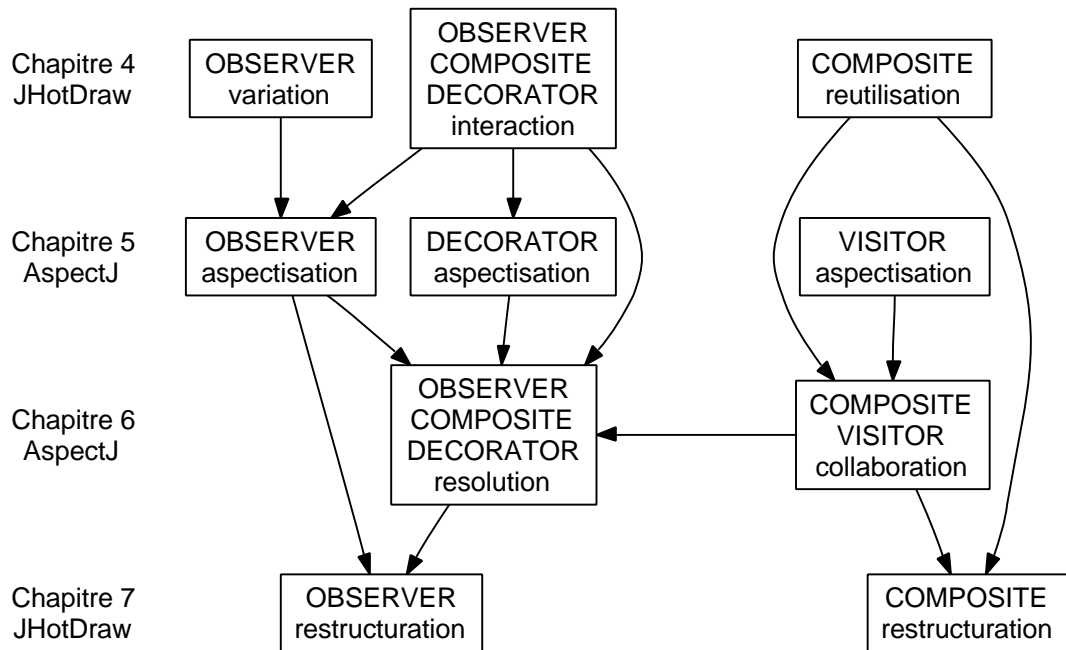 Chapitre 4
JHotDraw
OBSERVER
variation
OBSERVER
COMPOSITE
DECORATOR
interaction
COMPOSITE
reutilisation
Chapitre 5
AspectJ
OBSERVER
aspectisation
DECORATOR
aspectisation
VISITOR
aspectisation
Chapitre 6
AspectJ
OBSERVER
COMPOSITE
DECORATOR
resolution
COMPOSITE
VISITOR
collaboration
Chapitre 7
JHotDraw
OBSERVER
restructuration
COMPOSITE
restructuration